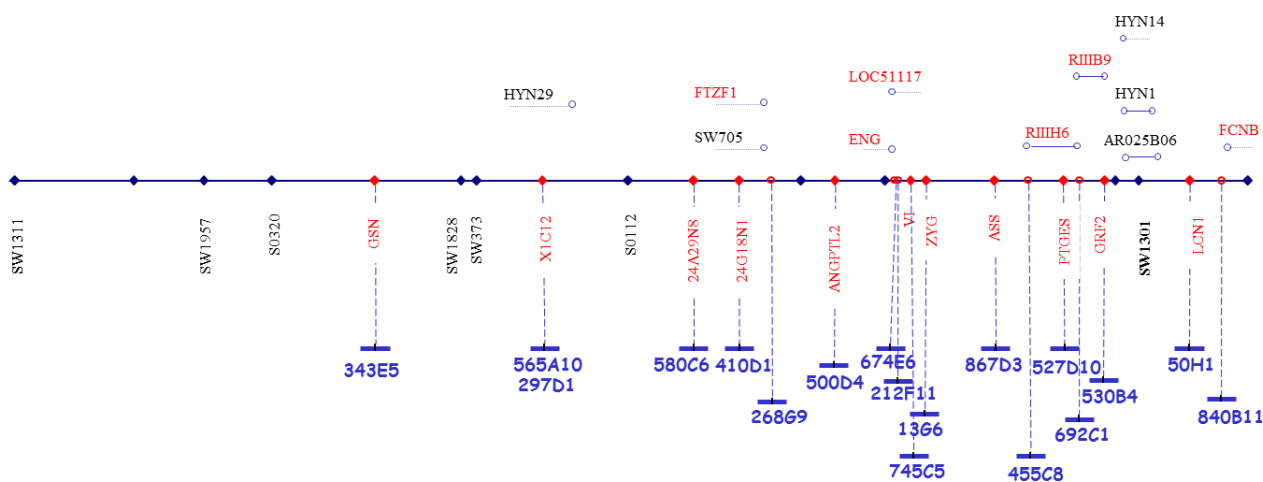 HYN14
RIIIB9
LOC51117
HYN29
FTZF1
HYN1
SW705
ENG
RIIIH6
AR025B06
FCNB
SW1311
SW1957
S0320
GSN
SW1828
SW373
X1C12
S0112
24A29N8
24G18N1
ANGPTL2
VI
ZYG
ASS
PTGES
GRF2
SW1301
LCN1
343E5
565A10
297D1
580C6
410D1
268G9
500D4
674E6
212F11
13G6
745C5
867D3
455C8
527D10
692C1
530B4
50H1
840B11